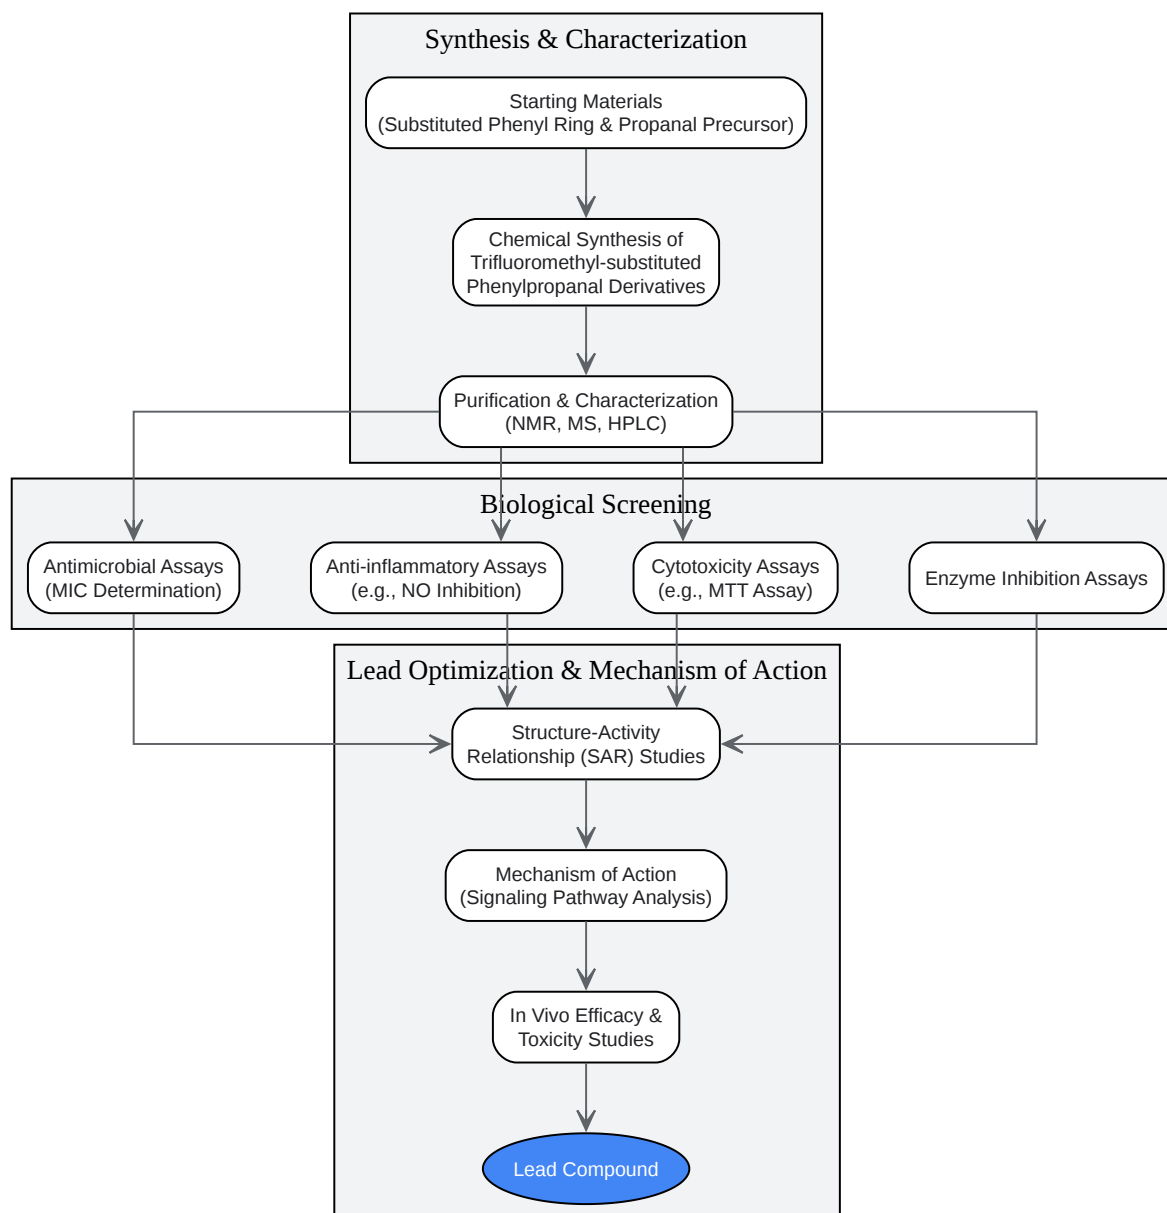 Synthesis & Characterization
Starting Materials
(Substituted Phenyl Ring & Propanal Precursor)
Chemical Synthesis of
Trifluoromethyl-substituted
Phenylpropanal Derivatives
Purification & Characterization
(NMR, MS, HPLC)
Biological Screening
Antimicrobial Assays
(MIC Determination)
Anti-inflammatory Assays
(e.g., NO Inhibition)
Cytotoxicity Assays
(e.g., MTT Assay)
Enzyme Inhibition Assays
Lead Optimization & Mechanism of Action
Structure-Activity
Relationship (SAR) Studies
Mechanism of Action
(Signaling Pathway Analysis)
In Vivo Efficacy &
Toxicity Studies
Lead Compound